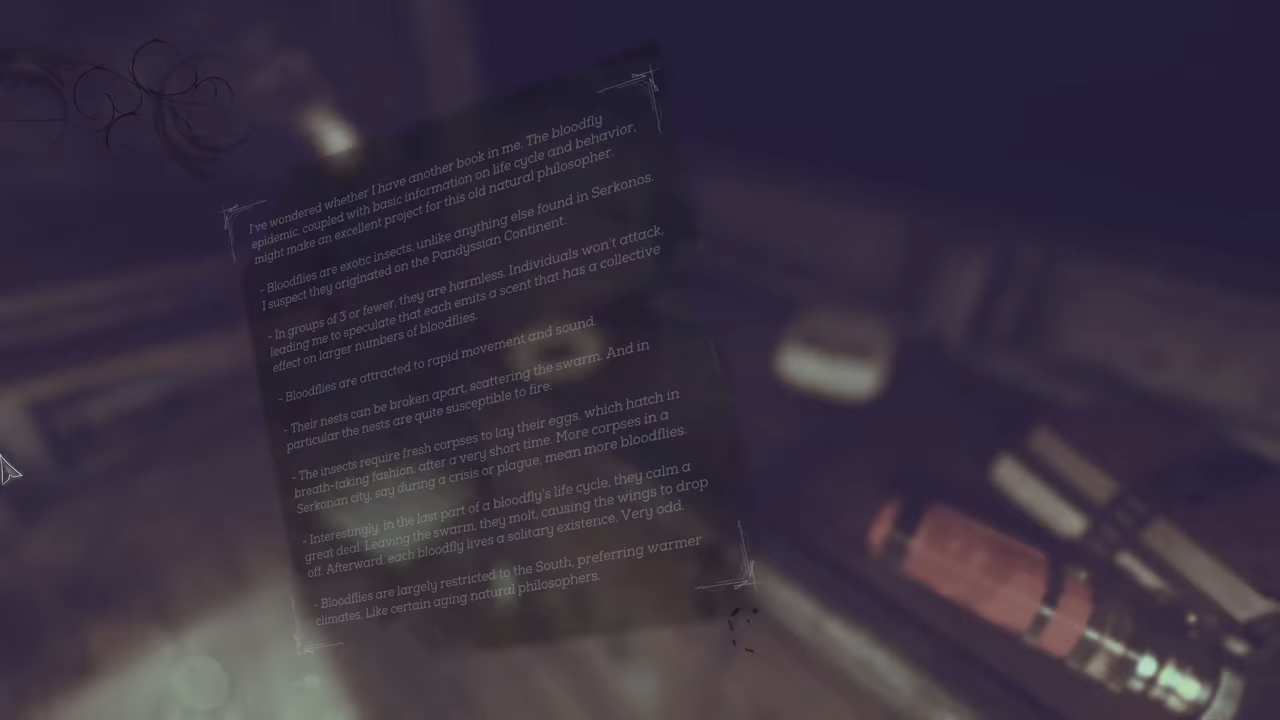 I've wondered whether I have another book in me. The bloodfly
epidemic, coupled with basic information on life cycle and behavior,
might make an excellent project for this old natural philosopher.
- Bloodflies are exotic insects, unlike anything else found in Serkonos.
I suspect they originated on the Pandyssian Continent.
- In groups of 3 or fewer, they are harmless. Individuals won't attack,
leading me to speculate that each emits a scent that has a collective
effect on larger numbers of bloodflies.
- Bloodflies are attracted to rapid movement and sound.
- Their nests can be broken apart, scattering the swarm. And in
particular the nests are quite susceptible to fire.
- The insects require fresh corpses to lay their eggs, which hatch in
breath-taking fashion, after a very short time. More corpses in a
Serkonan city, say during a crisis or plague, mean more bloodflies.
- Interestingly, in the last part of a bloodfly's life cycle, they calm a
great deal. Leaving the swarm, they molt, causing the wings to drop
off. Afterward, each bloodfly lives a solitary existence. Very odd.
- Bloodflies are largely restricted to the South, preferring warmer
climates. Like certain aging natural philosophers.